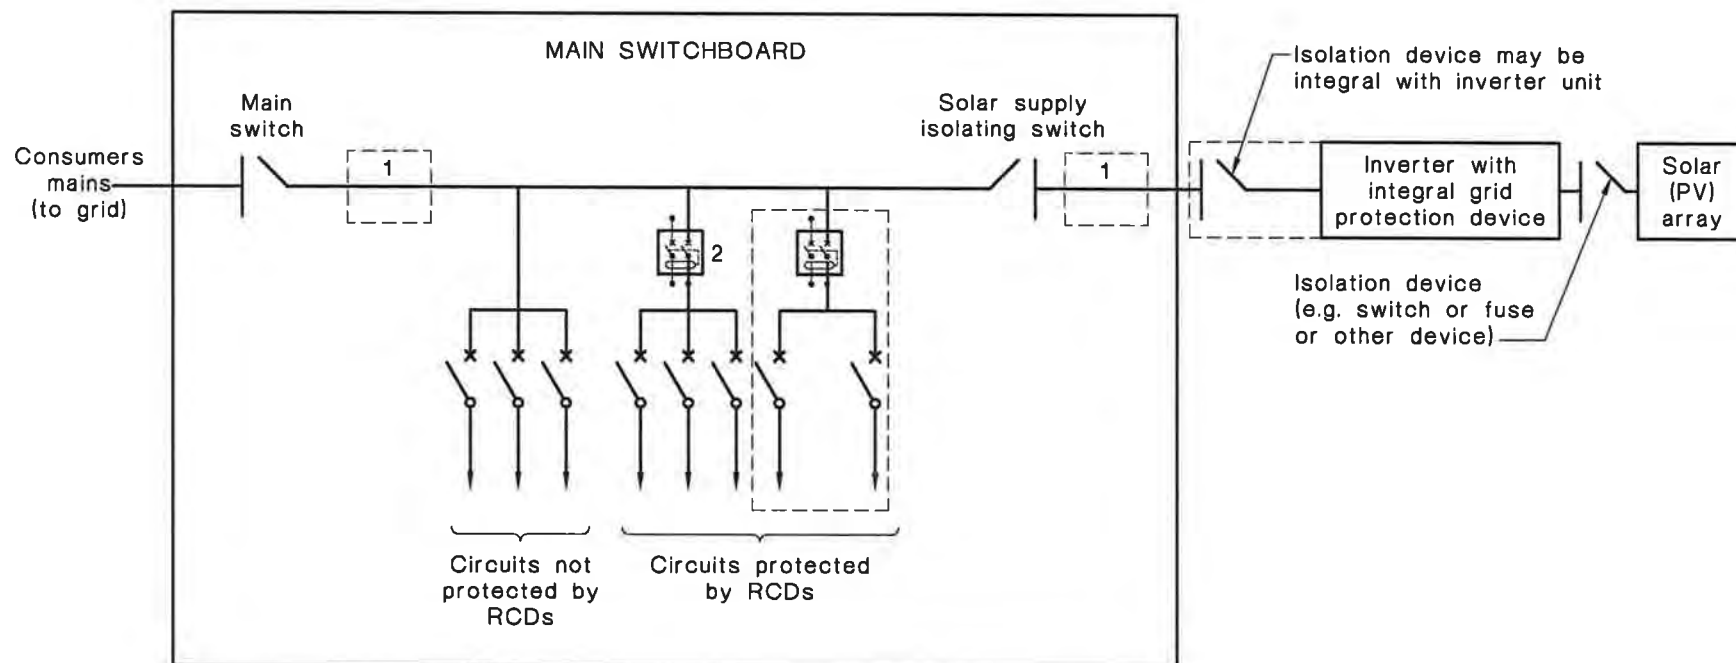 MAIN SWITCHBOARD
Isolation device may be
integral with inverter unit
Main
switch
Solar supply
isolating switch
Consumers
mains
(to grid)
1
1
Inverter with
integral grid
protection device
Solar
(PV)
array
2
Isolation device
(e.g. switch or fuse
or other device)
Circuits not
protected by
RCDs
Circuits protected
by RCDs